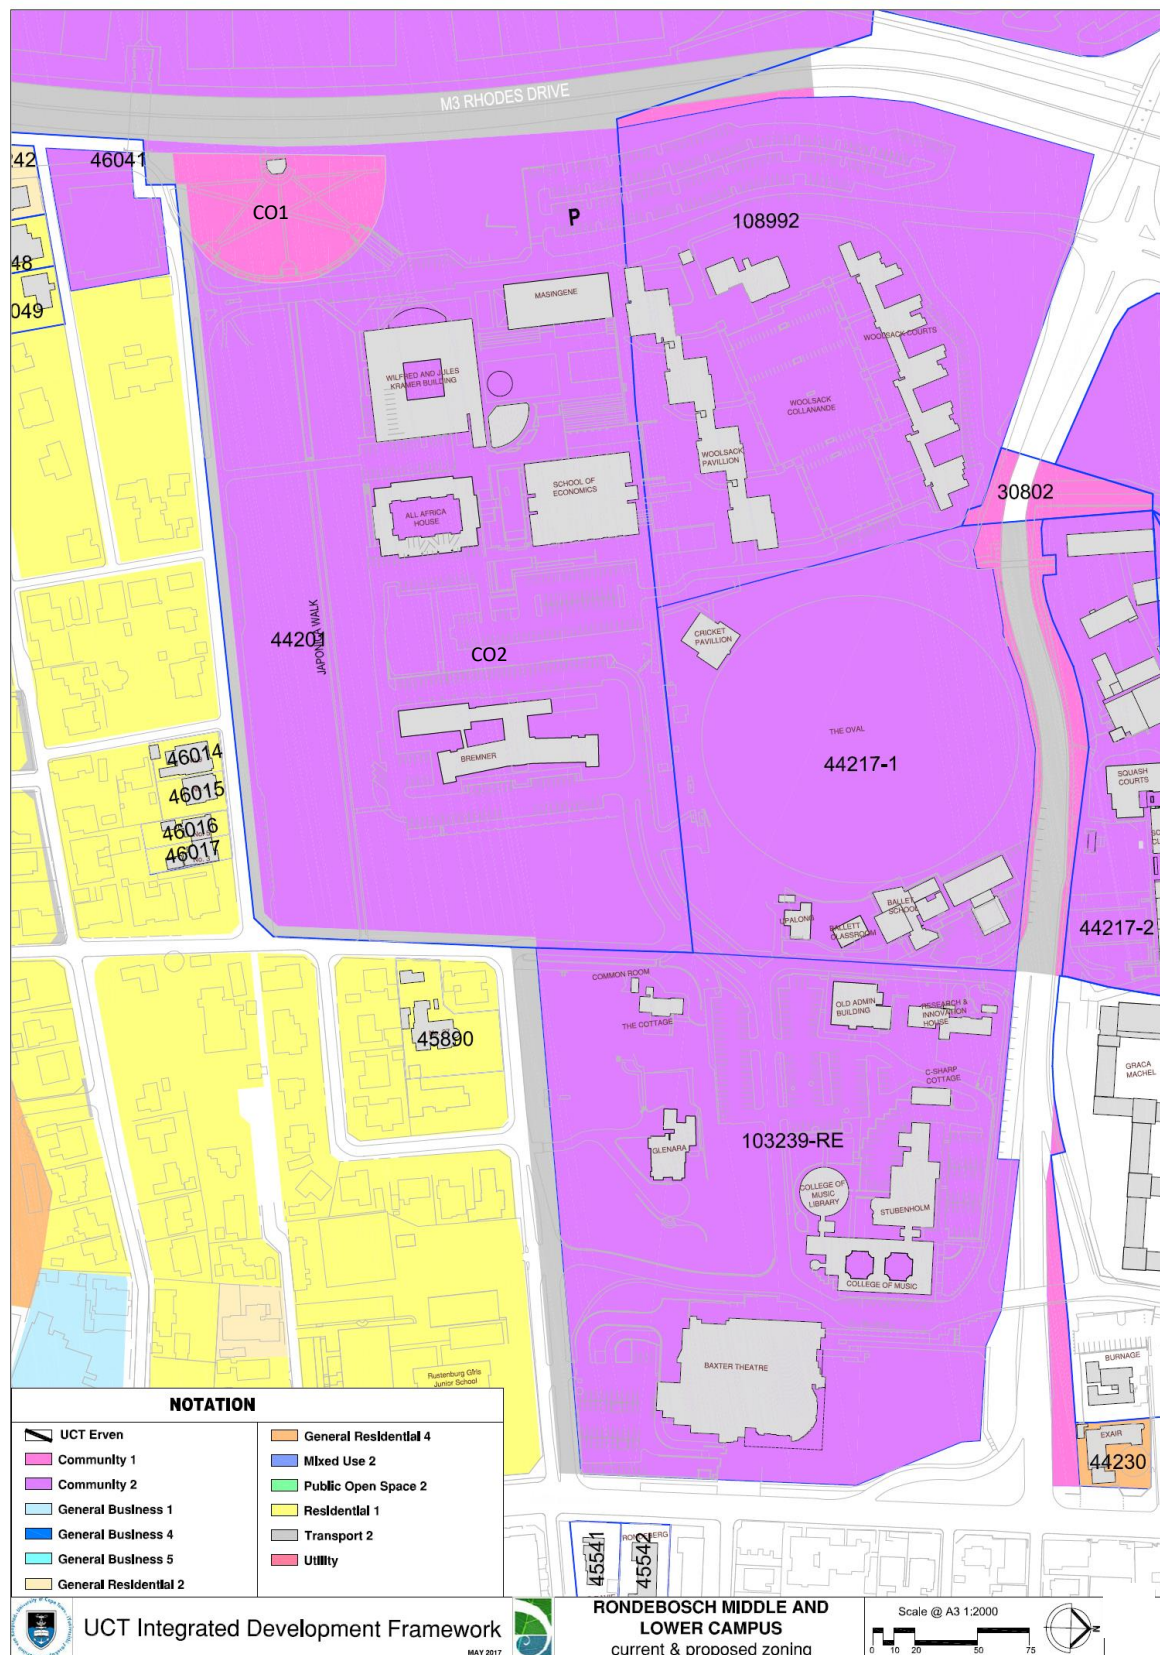 M3 RHODES DRIVE
242
46041
CO1
P
108992
48
049
MASINGENE
WOOLSACK COURTS
WILFRED AND JULES
KRAMER BUILDING
WOOLSACK
COLLANANDE
WOOLSACK
PAVILLION
SCHOOL OF
ECONOMICS
30802
ALL AFRICA
HOUSE
JAPONICA WALK
44201
CO2
CRICKET
PAVILLION
THE OVAL
44217-1
BREMNER
46014
46015
46016
46017
SQUASH
COURTS
UPALONG
BALLETT
CLASSROOM
BALLET
SCHOOL
44217-2
COMMON ROOM
THE COTTAGE
OLD ADMIN
BUILDING
RESEARCH &
INNOVATION
HOUSE
45890
C-SHARP
COTTAGE
GRACA
MACHEL
GLENARA
103239-RE
COLLEGE OF
MUSIC
LIBRARY
STUBENHOLM
COLLEGE OF MUSIC
BAXTER THEATRE
Rustenburg Girls
Junior School
BURNAGE
EXAIR
44230
45541
45542
NOTATION
UCT Erven
Community 1
Community 2
General Business 1
General Business 4
General Business 5
General Residential 2
General Residential 4
Mixed Use 2
Public Open Space 2
Residential 1
Transport 2
Utility
UCT Integrated Development Framework
MAY 2017
RONDEBOSCH MIDDLE AND
LOWER CAMPUS
current & proposed zoning
Scale @ A3 1:2000
0 10 20 50 75
N